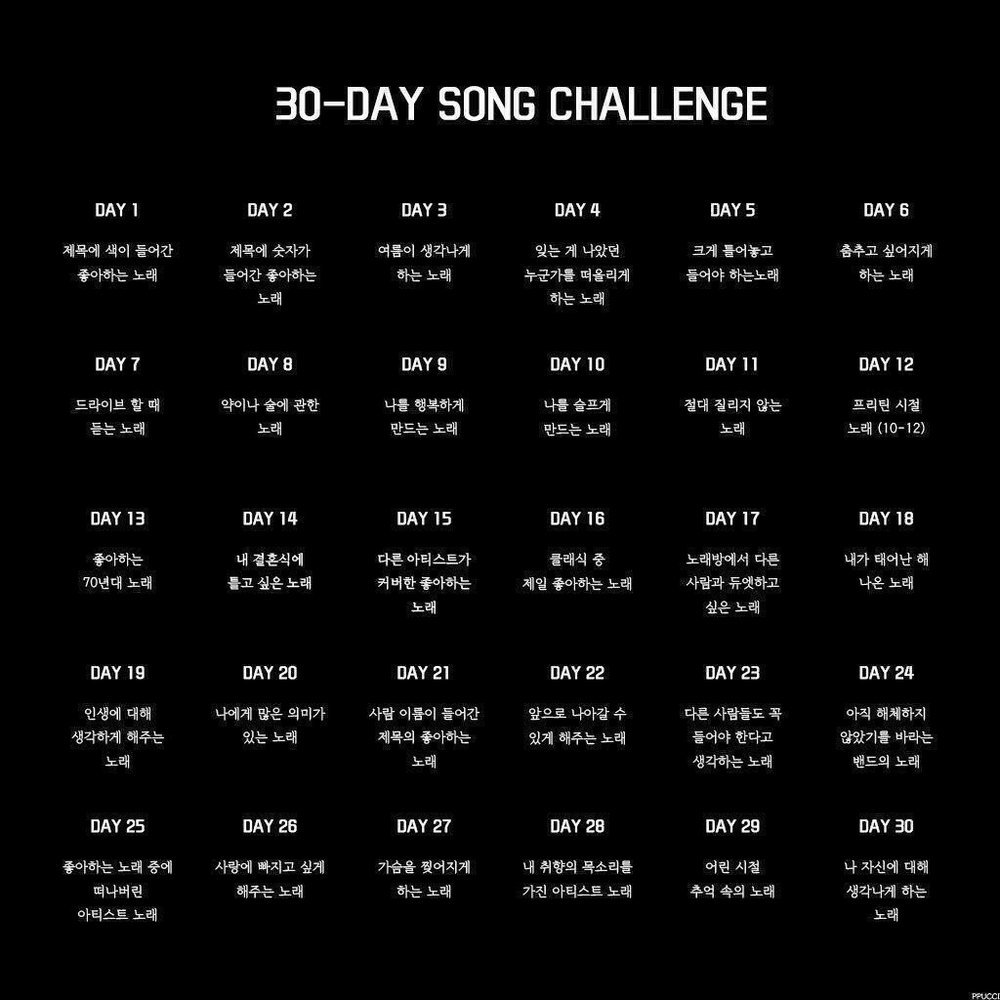 30-DAY SONG CHALLENGE
DAY 1
제목에 색이 들어간
좋아하는 노래
DAY 2
제목에 숫자가
들어간 좋아하는
노래
DAY 3
여름이 생각나게
하는 노래
DAY 4
잊는 게 나았던
누군가를 떠올리게
하는 노래
DAY 5
크게 틀어놓고
들어야 하는노래
DAY 6
춤추고 싶어지게
하는 노래
DAY 7
드라이브 할 때
듣는 노래
DAY 8
약이나 술에 관한
노래
DAY 9
나를 행복하게
만드는 노래
DAY 10
나를 슬프게
만드는 노래
DAY 11
절대 질리지 않는
노래
DAY 12
프리틴 시절
노래 (10-12)
DAY 13
좋아하는
70년대 노래
DAY 14
내 결혼식에
틀고 싶은 노래
DAY 15
다른 아티스트가
커버한 좋아하는
노래
DAY 16
클래식 중
제일 좋아하는 노래
DAY 17
노래방에서 다른
사람과 듀엣하고
싶은 노래
DAY 18
내가 태어난 해
나온 노래
DAY 19
인생에 대해
생각하게 해주는
노래
DAY 20
나에게 많은 의미가
있는 노래
DAY 21
사람 이름이 들어간
제목의 좋아하는
노래
DAY 22
앞으로 나아갈 수
있게 해주는 노래
DAY 23
다른 사람들도 꼭
들어야 한다고
생각하는 노래
DAY 24
아직 해체하지
않았기를 바라는
밴드의 노래
DAY 25
좋아하는 노래 중에
떠나버린
아티스트 노래
DAY 26
사랑에 빠지고 싶게
해주는 노래
DAY 27
가슴을 찢어지게
하는 노래
DAY 28
내 취향의 목소리를
가진 아티스트 노래
DAY 29
어린 시절
추억 속의 노래
DAY 30
나 자신에 대해
생각나게 하는
노래
PPUCCI